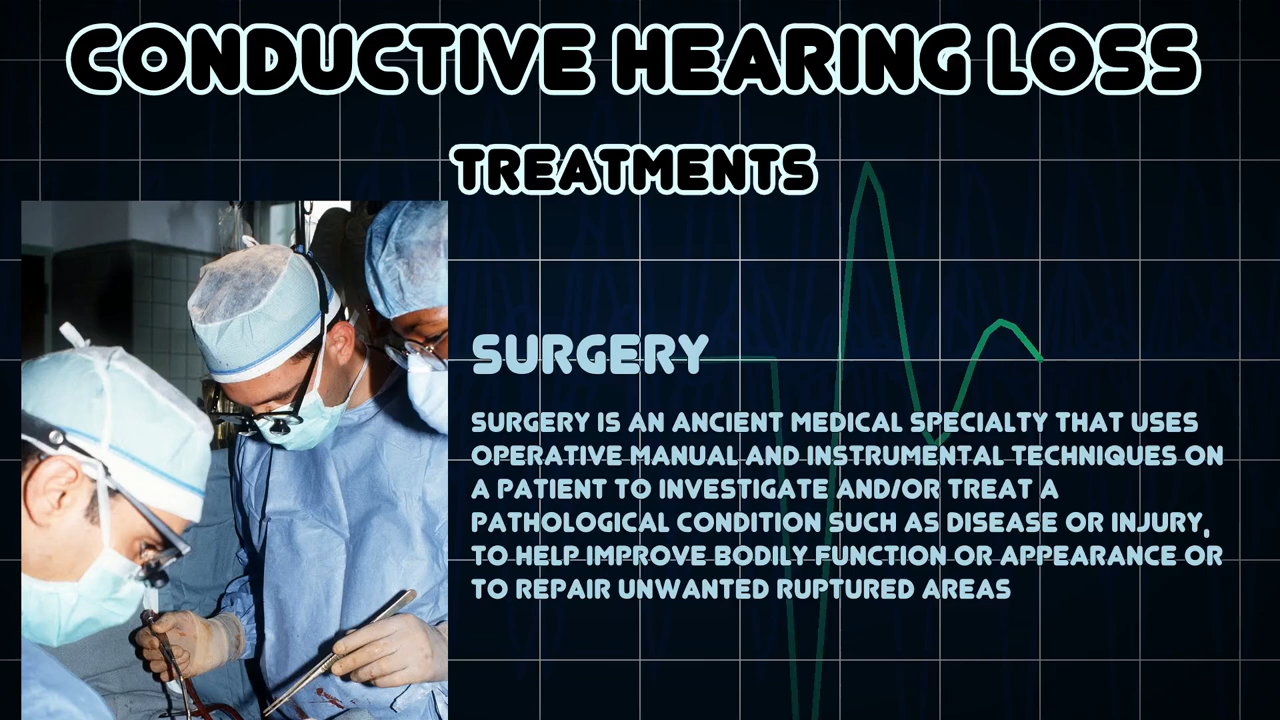 CONDUCTIVE HEARING LOSS
TREATMENTS
SURGERY
SURGERY IS AN ANCIENT MEDICAL SPECIALTY THAT USES
OPERATIVE MANUAL AND INSTRUMENTAL TECHNIQUES ON
A PATIENT TO INVESTIGATE AND/OR TREAT A
PATHOLOGICAL CONDITION SUCH AS DISEASE OR INJURY,
TO HELP IMPROVE BODILY FUNCTION OR APPEARANCE OR
TO REPAIR UNWANTED RUPTURED AREAS